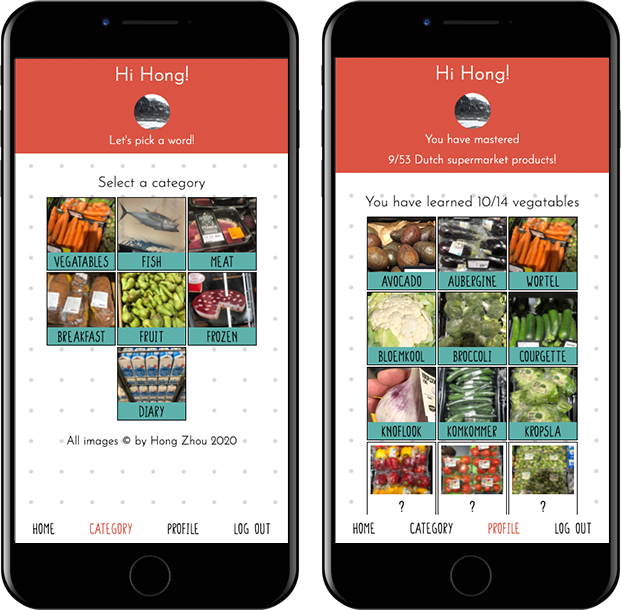 Hi Hong!
Let's pick a word!
Select a category
VEGATABLES
FISH
MEAT
BREAKFAST
FRUIT
FROZEN
DIARY
All images © by Hong Zhou 2020
HOME
CATEGORY
PROFILE
LOG OUT
Hi Hong!
You have mastered
9/53 Dutch supermarket products!
You have learned 10/14 vegatables
AVOCADO
AUBERGINE
WORTEL
BLOEMKOOL
BROCCOLI
COURGETTE
KNOFLOOK
KOMKOMMER
KROPSLA
?
?
?
HOME
CATEGORY
PROFILE
LOG OUT